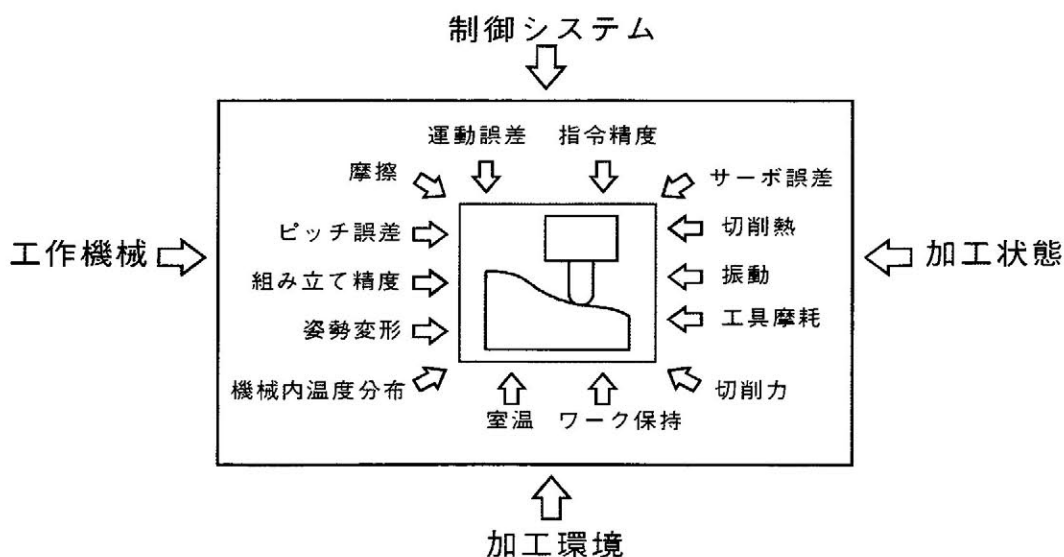 制御システム
運動誤差
指令精度
摩擦
サーボ誤差
ピッチ誤差
切削熱
工作機械
加工状態
組み立て精度
振動
姿勢変形
工具摩耗
機械内温度分布
切削力
室温
ワーク保持
加工環境